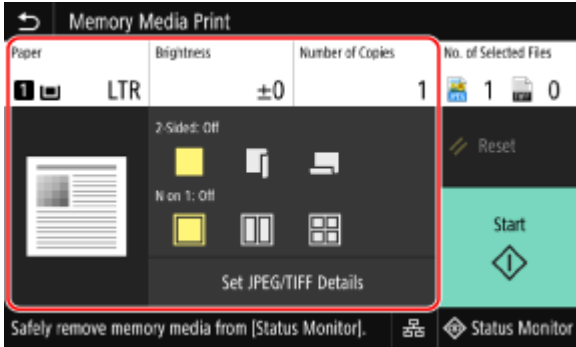 Memory Media Print
Paper
Brightness
Number of Copies
No. of Selected Files
1 LTR
±0
1
JPEG 1 TIFF 0
2-Sided: Off
Reset
N on 1: Off
Start
Set JPEG/TIFF Details
Safely remove memory media from [Status Monitor].
Status Monitor